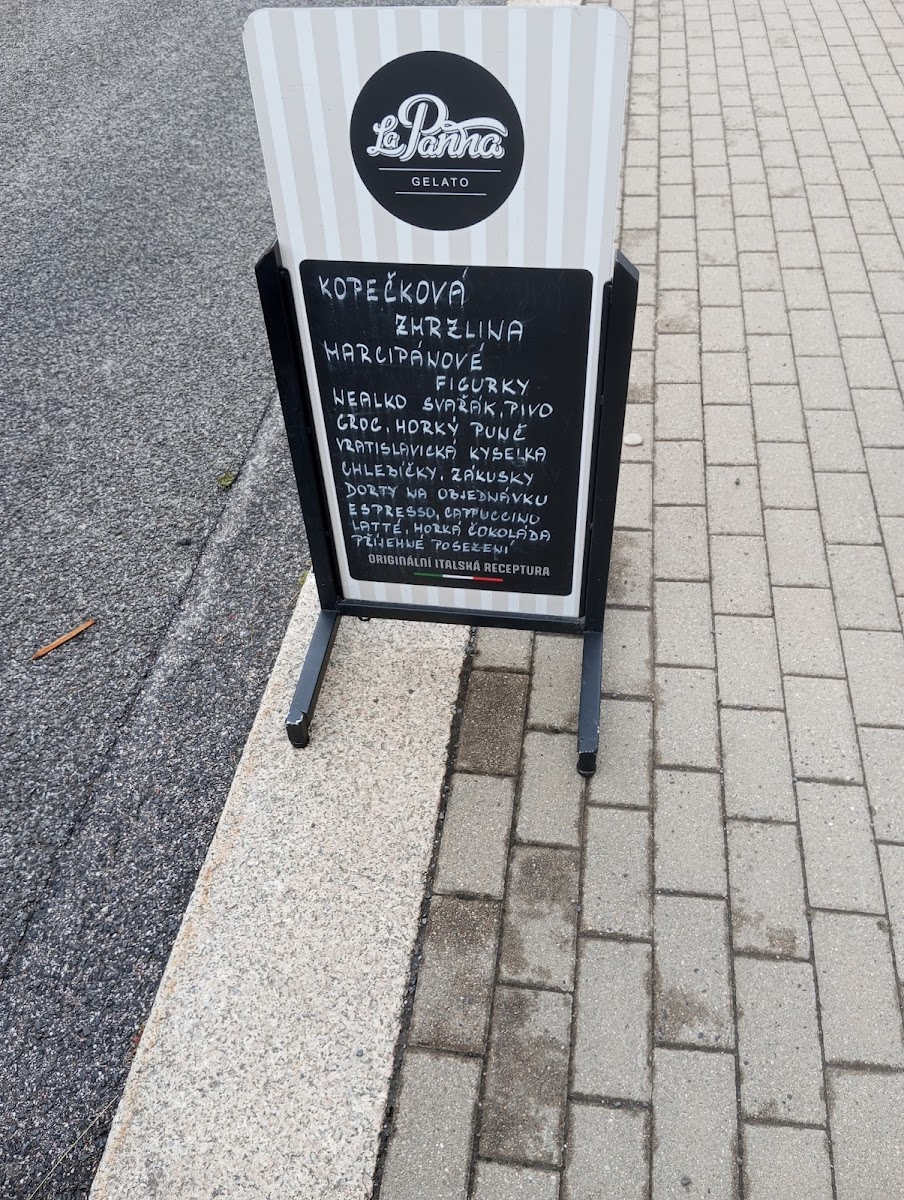 La Panna
GELATO
KOPEČKOVÁ
ZMRZLINA
MARCIPÁNOVÉ
FIGURKY
NEALKO SVAŘÁK, PIVO
GROG, HORKÝ PUNČ
VRATISLAVICKÁ KYSELKA
CHLEBÍČKY, ZÁKUSKY
DORTY NA OBJEDNÁVKU
ESPRESSO, CAPPUCCINO
LATTÉ, HORKÁ ČOKOLÁDA
PŘÍJEMNÉ POSEZENÍ
ORIGINÁLNÍ ITALSKÁ RECEPTURA